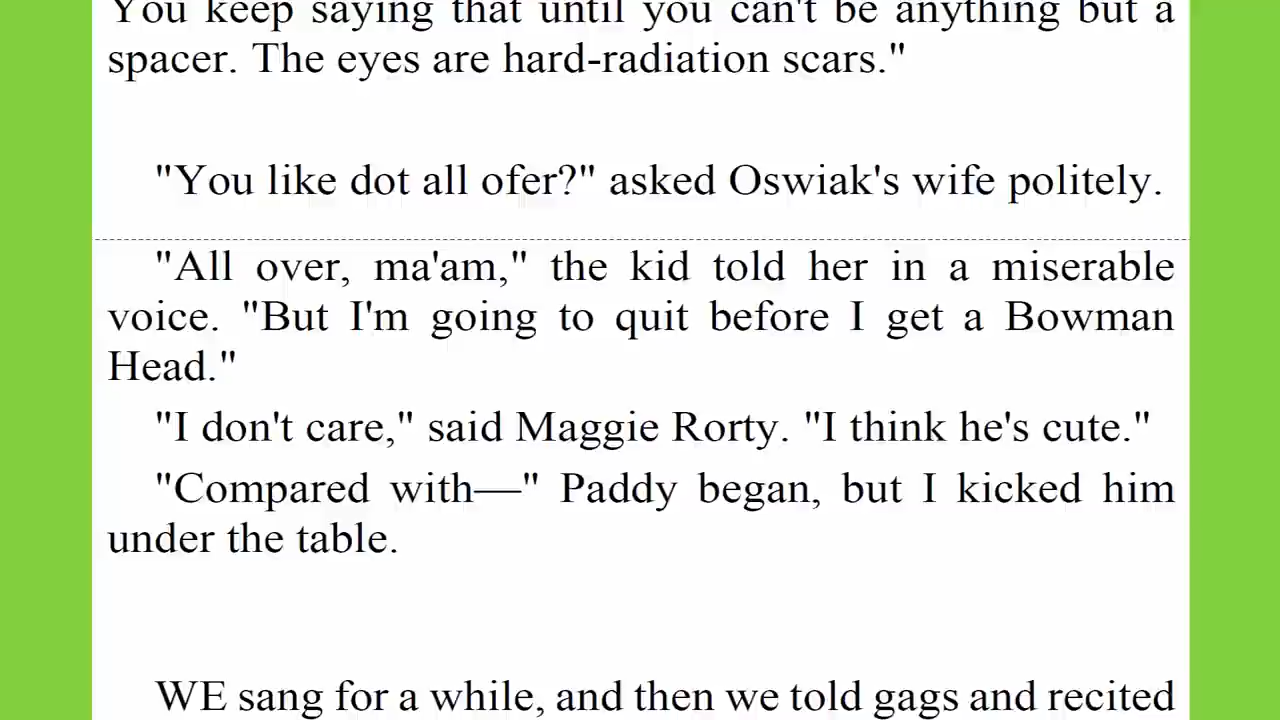 You keep saying that until you can't be anything but a
spacer. The eyes are hard-radiation scars."
"You like dot all ofer?" asked Oswiak's wife politely.
"All over, ma'am," the kid told her in a miserable
voice. "But I'm going to quit before I get a Bowman
Head."
"I don't care," said Maggie Rorty. "I think he's cute."
"Compared with—" Paddy began, but I kicked him
under the table.
WE sang for a while, and then we told gags and recited